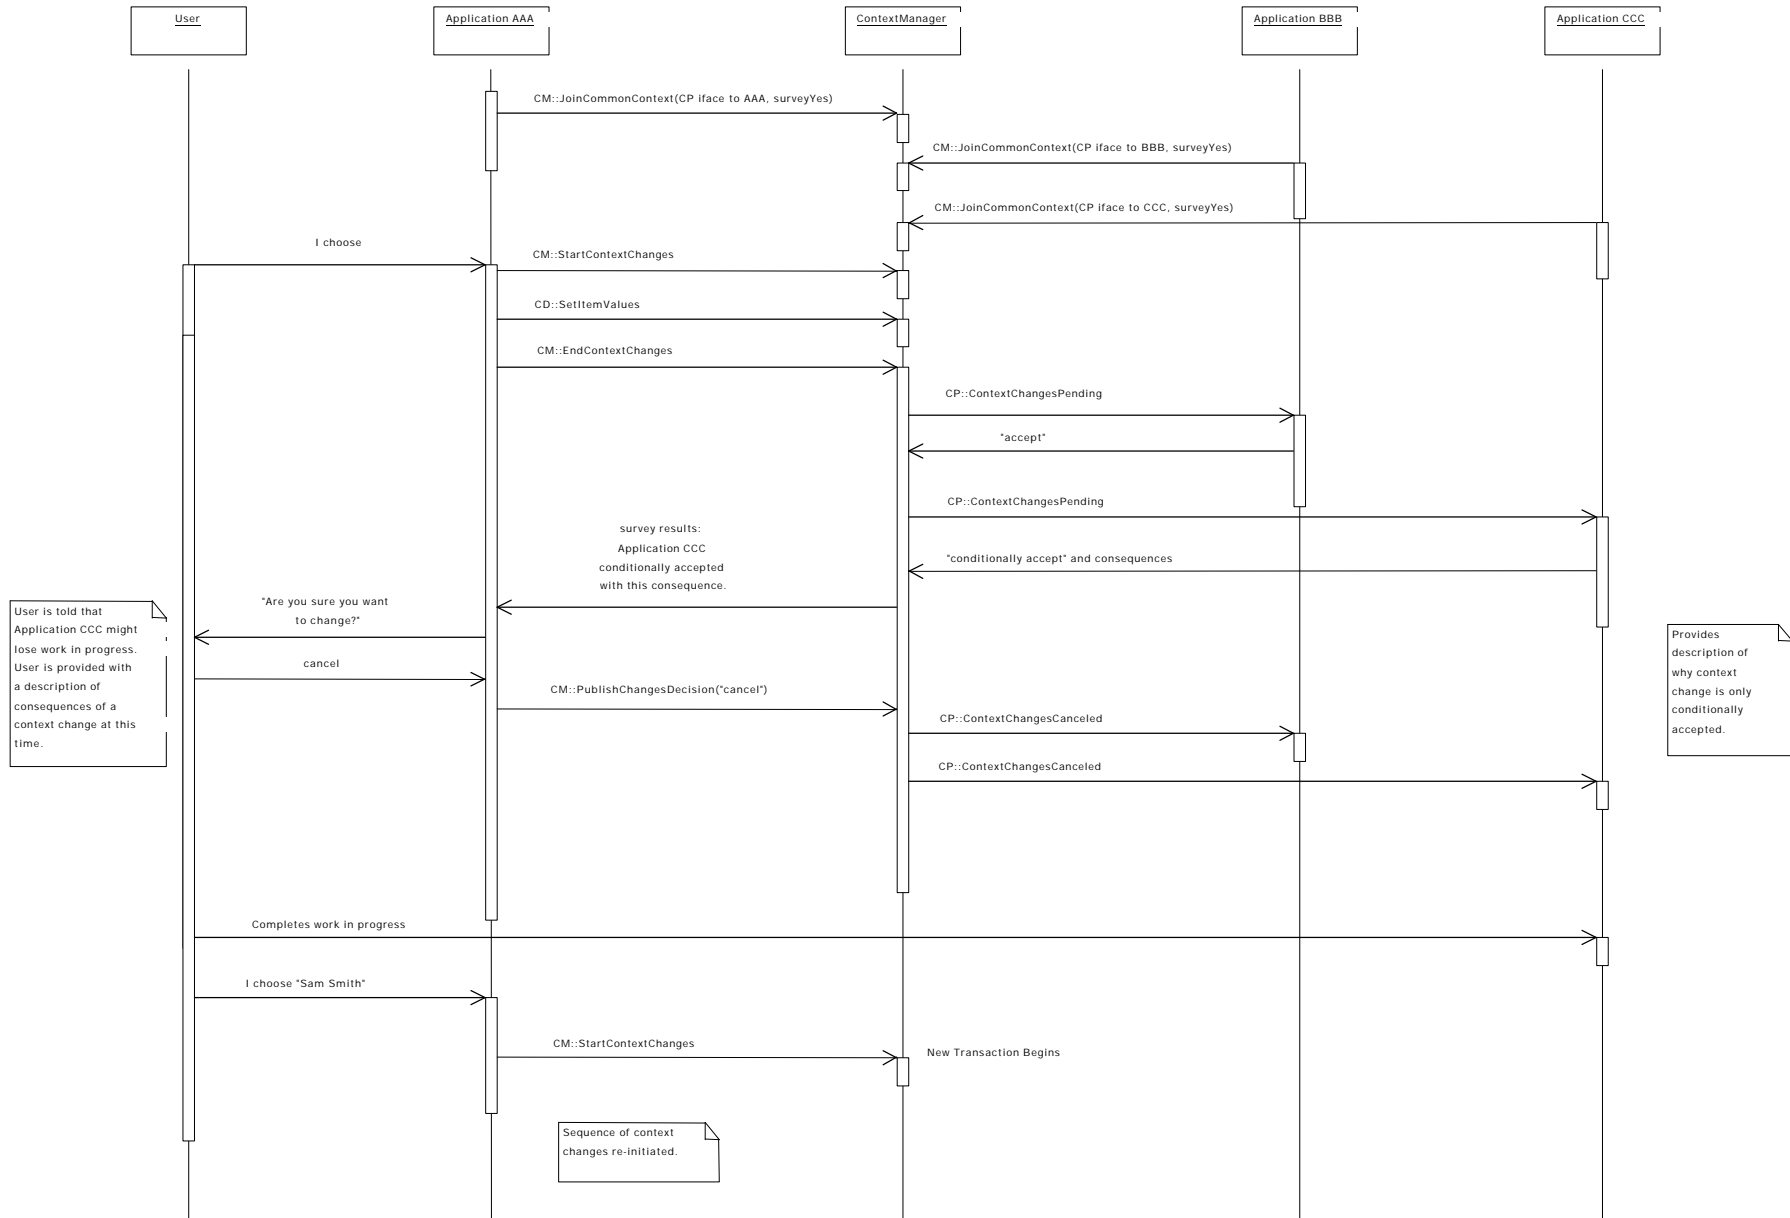 User
Application AAA
ContextManager
Application BBB
Application CCC
CM::JoinCommonContext(CP iface to AAA, surveyYes)
CM::JoinCommonContext(CP iface to BBB, surveyYes)
CM::JoinCommonContext(CP iface to CCC, surveyYes)
I choose
CM::StartContextChanges
CD::SetItemValues
CM::EndContextChanges
CP::ContextChangesPending
"accept"
CP::ContextChangesPending
survey results:
Application CCC
conditionally accepted
with this consequence.
"conditionally accept" and consequences
"Are you sure you want
to change?"
User is told that
Application CCC might
lose work in progress.
User is provided with
a description of
consequences of a
context change at this
time.
Provides
description of
why context
change is only
conditionally
accepted.
cancel
CM::PublishChangesDecision("cancel")
CP::ContextChangesCanceled
CP::ContextChangesCanceled
Completes work in progress
I choose "Sam Smith"
CM::StartContextChanges
New Transaction Begins
Sequence of context
changes re-initiated.